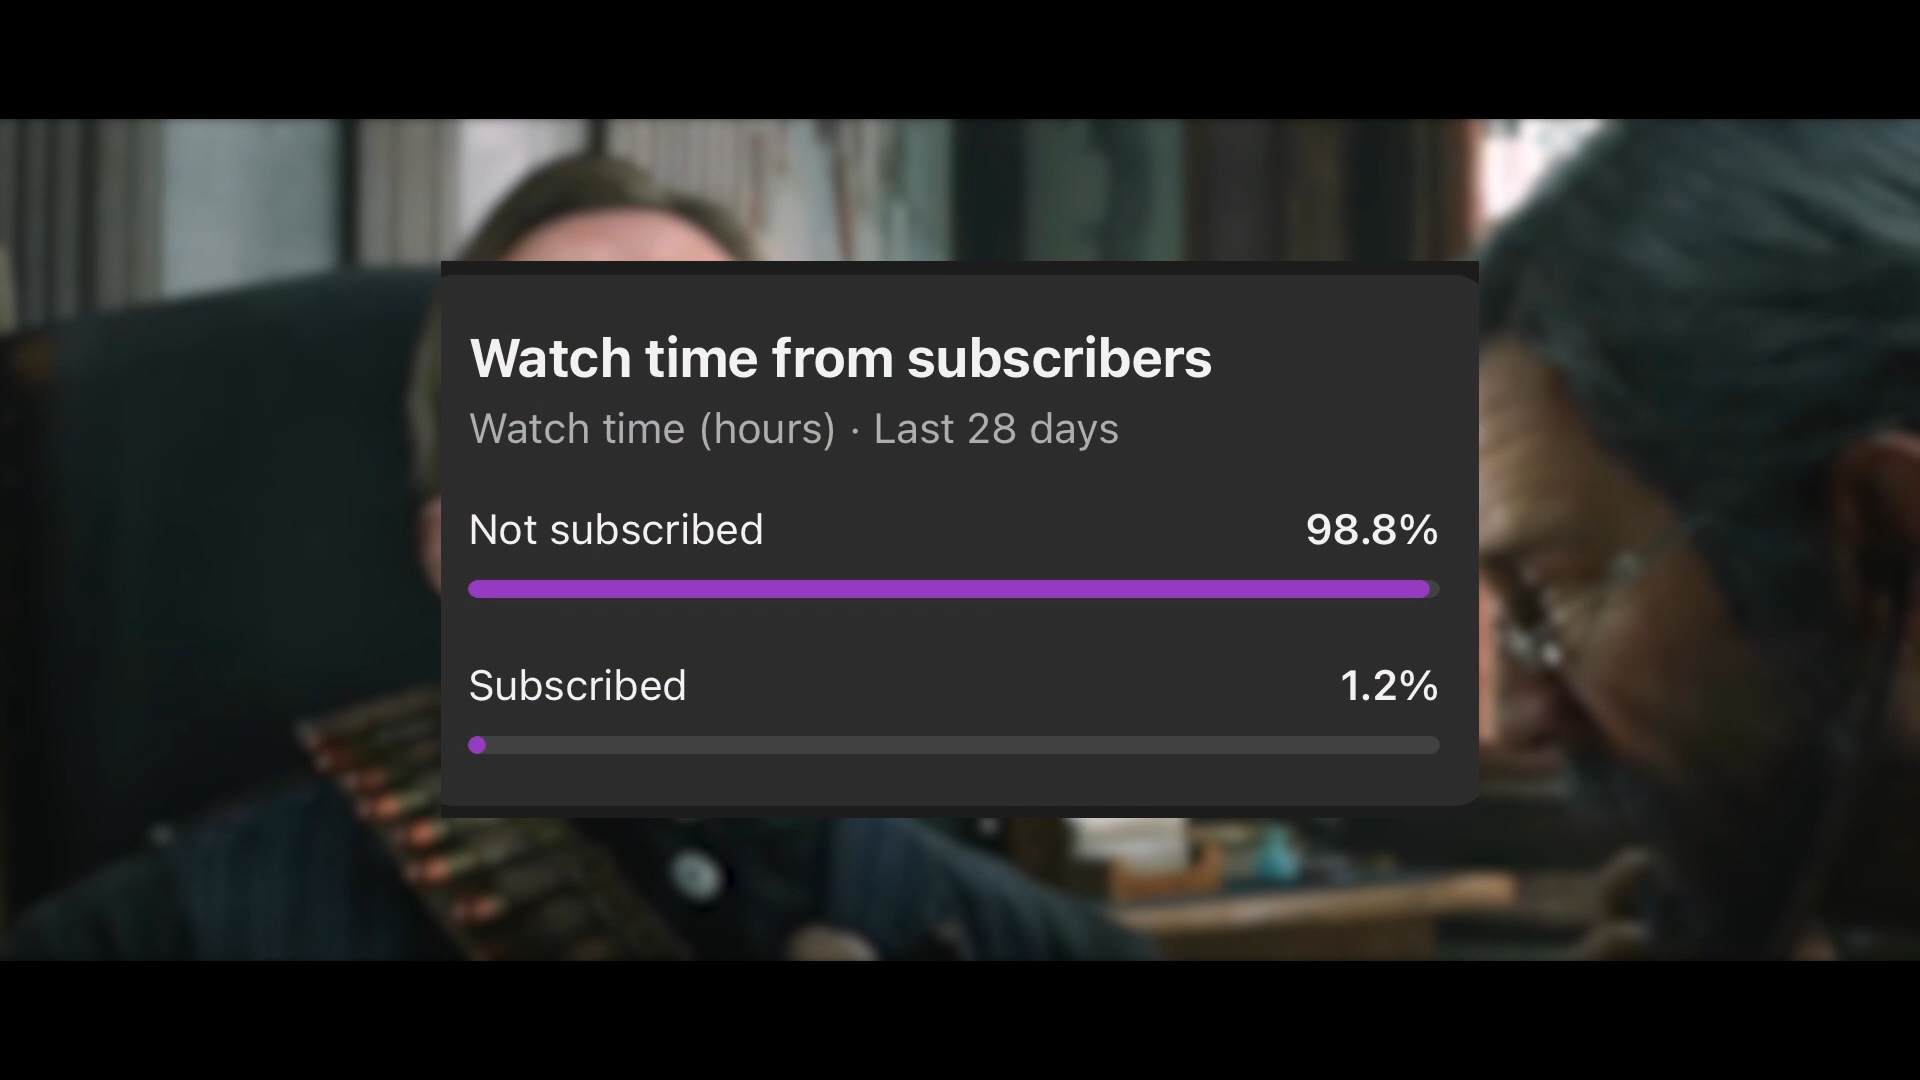 Watch time from subscribers
Watch time (hours) · Last 28 days
Not subscribed 98.8%
Subscribed 1.2%